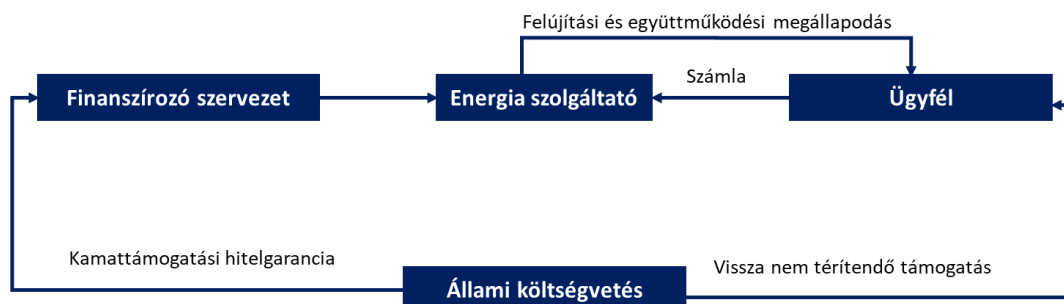 Felújítási és együttműködési megállapodás
Finanszírozó szervezet
Energia szolgáltató
Számla
Ügyfél
Kamattámogatási hitelgarancia
Állami költségvetés
Vissza nem térítendő támogatás